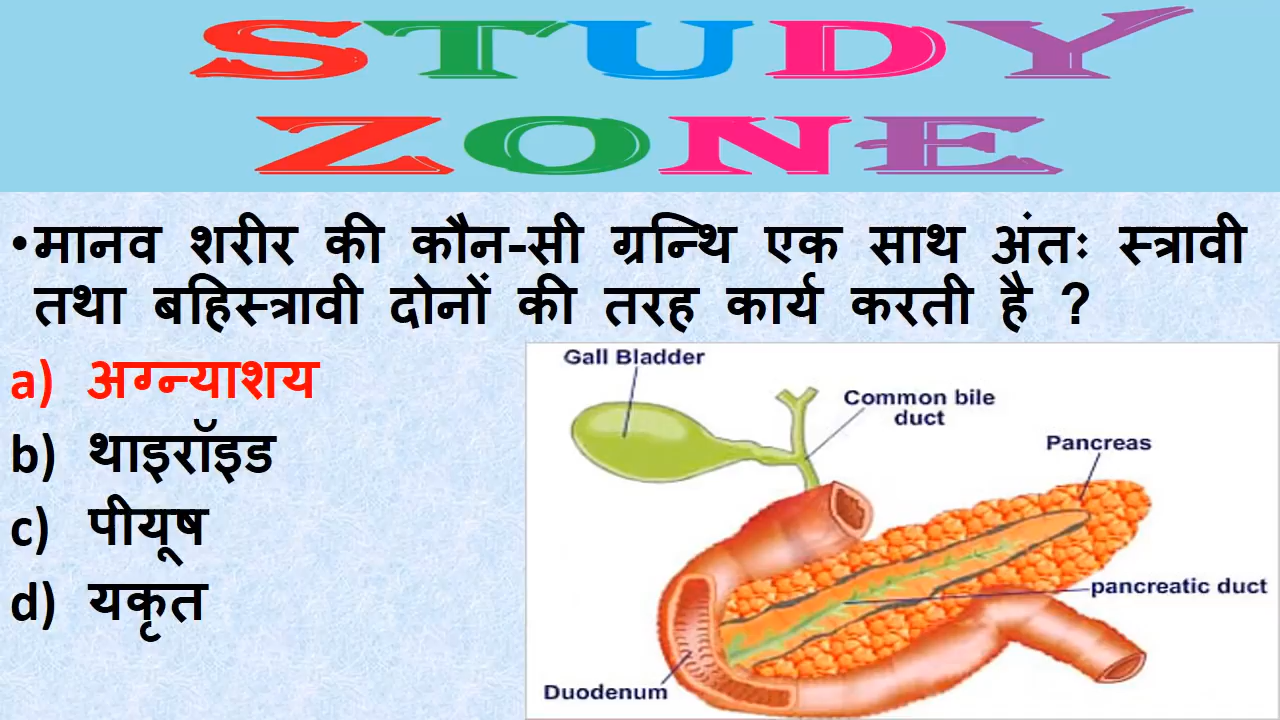 STUDY
ZONE
•मानव शरीर की कौन-सी ग्रन्थि एक साथ अंतः स्त्रावी
तथा बहिस्त्रावी दोनों की तरह कार्य करती है ?
a) अग्न्याशय
b) थाइरॉइड
c) पीयूष
d) यकृत
Gall Bladder
Common bile
duct
Pancreas
pancreatic duct
Duodenum